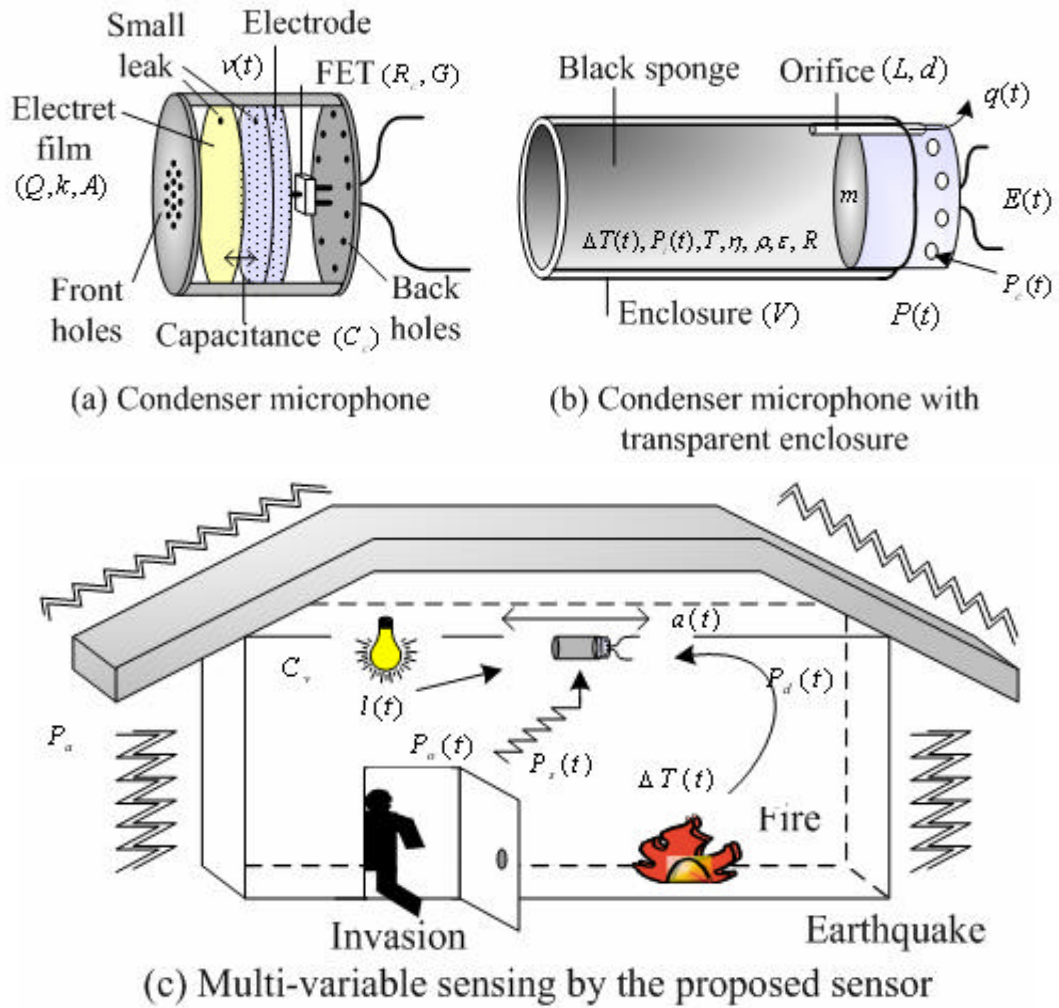 Small
leak
Electrode
v(t)
FET (R_c, G)
Electret
film
(Q, k, A)
Front
holes
Capacitance (C_c)
Back
holes
(a) Condenser microphone
Black sponge
Orifice (L, d)
q(t)
m
E(t)
ΔT(t), P_l(t), T, η, ρ, ε, R
P_c(t)
Enclosure (V)
P(t)
(b) Condenser microphone with
transparent enclosure
a(t)
C_v
l(t)
P_d(t)
P_a
P_a(t)
P_s(t)
ΔT(t)
Fire
Invasion
Earthquake
(c) Multi-variable sensing by the proposed sensor